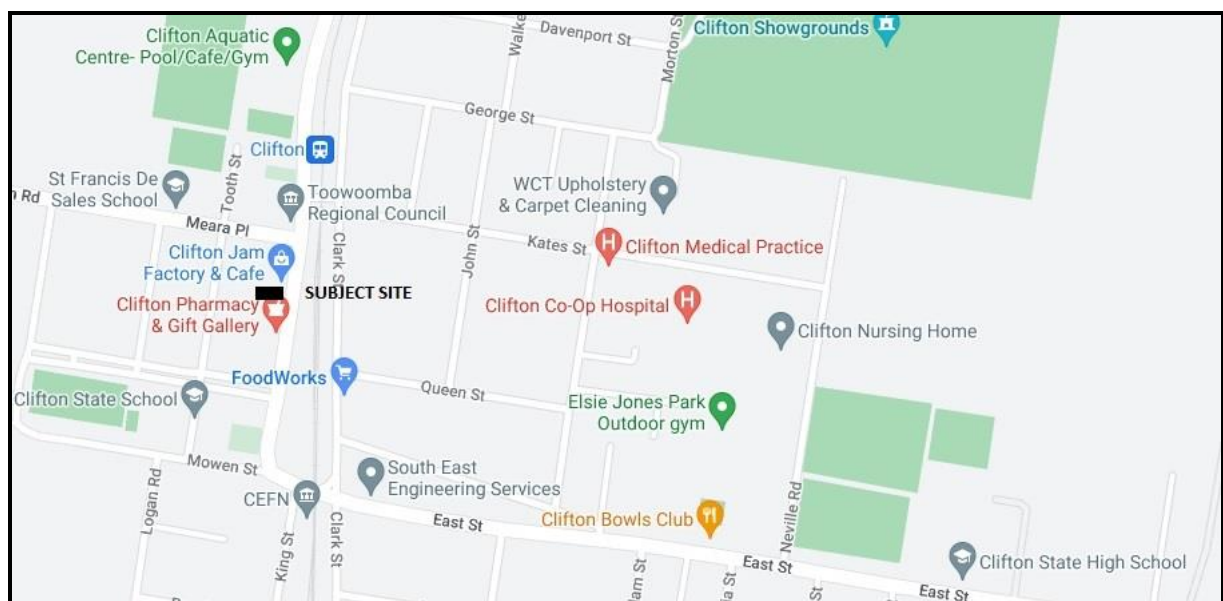 Clifton Aquatic
Centre- Pool/Cafe/Gym
Walke
Davenport St
Morton S
Clifton Showgrounds
George St
Clifton
St Francis De
Sales School
Tooth St
Toowoomba
Regional Council
WCT Upholstery
& Carpet Cleaning
n Rd
Meara Pl
Clark S
John St
Kates St
Clifton Medical Practice
Clifton Jam
Factory & Cafe
SUBJECT SITE
Clifton Pharmacy
& Gift Gallery
Clifton Co-Op Hospital
Clifton Nursing Home
FoodWorks
Queen St
Clifton State School
Elsie Jones Park
Outdoor gym
Mowen St
South East
Engineering Services
CEFN
Logan Rd
King St
Clark St
East St
Clifton Bowls Club
Neville Rd
East St
Clifton State High School
East St
St
St